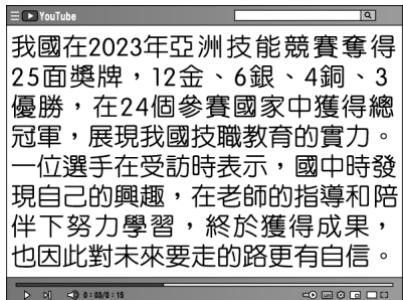 YouTube
我國在2023年亞洲技能競賽奪得
25面獎牌，12金、6銀、4銅、3
優勝，在24個參賽國家中獲得總
冠軍，展現我國技職教育的實力。
一位選手在受訪時表示，國中時發
現自己的興趣，在老師的指導和陪
伴下努力學習，終於獲得成果，
也因此對未來要走的路更有自信。
0:03/0:15